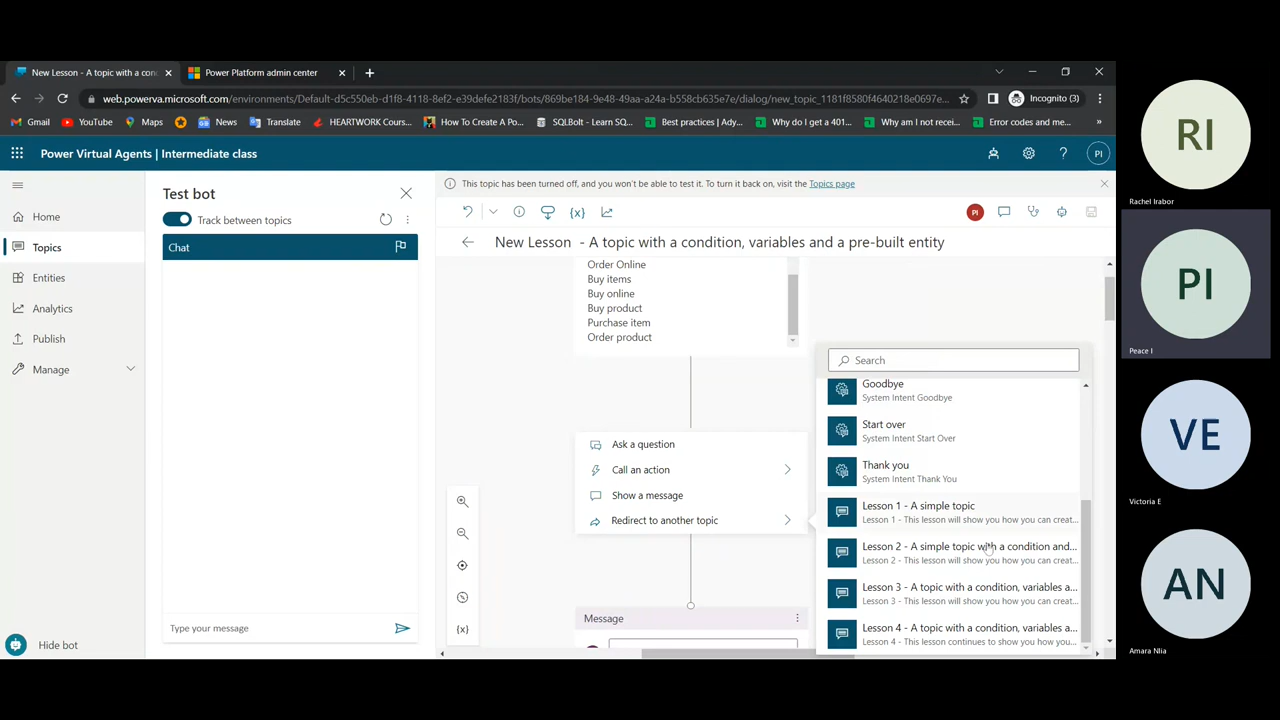 New Lesson - A topic with a con
Power Platform admin center
Incognito (3)
web.powerva.microsoft.com/environments/Default-d5c550eb-d1f8-4118-8ef2-e39defe2183f/bots/869be184-9e48-49aa-a24a-b558cb635e7e/dialog/new_topic_1181f8580f4640218e0697e...
Gmail
YouTube
Maps
News
Translate
HEARTWORK Cours...
How To Create A Po...
SQLBolt - Learn SQ...
Best practices | Ady...
Why do I get a 401...
Why am I not recei...
Error codes and me...
»
Power Virtual Agents | Intermediate class
PI
Home
Topics
Entities
Analytics
Publish
Manage
Hide bot
Test bot
Track between topics
Chat
Type your message
This topic has been turned off, and you won't be able to test it. To turn it back on, visit the Topics page
{x}
PI
New Lesson - A topic with a condition, variables and a pre-built entity
Order Online
Buy items
Buy online
Buy product
Purchase item
Order product
Ask a question
Call an action
Show a message
Redirect to another topic
{x}
Message
Search
Goodbye
System Intent Goodbye
Start over
System Intent Start Over
Thank you
System Intent Thank You
Lesson 1 - A simple topic
Lesson 1 - This lesson will show you how you can creat...
Lesson 2 - A simple topic with a condition and...
Lesson 2 - This lesson will show you how you can creat...
Lesson 3 - A topic with a condition, variables a...
Lesson 3 - This lesson will show you how you can creat...
Lesson 4 - A topic with a condition, variables a...
Lesson 4 - This lesson continues to show you how you...
RI
Rachel Irabor
PI
Peace I
VE
Victoria E
AN
Amara Nlia